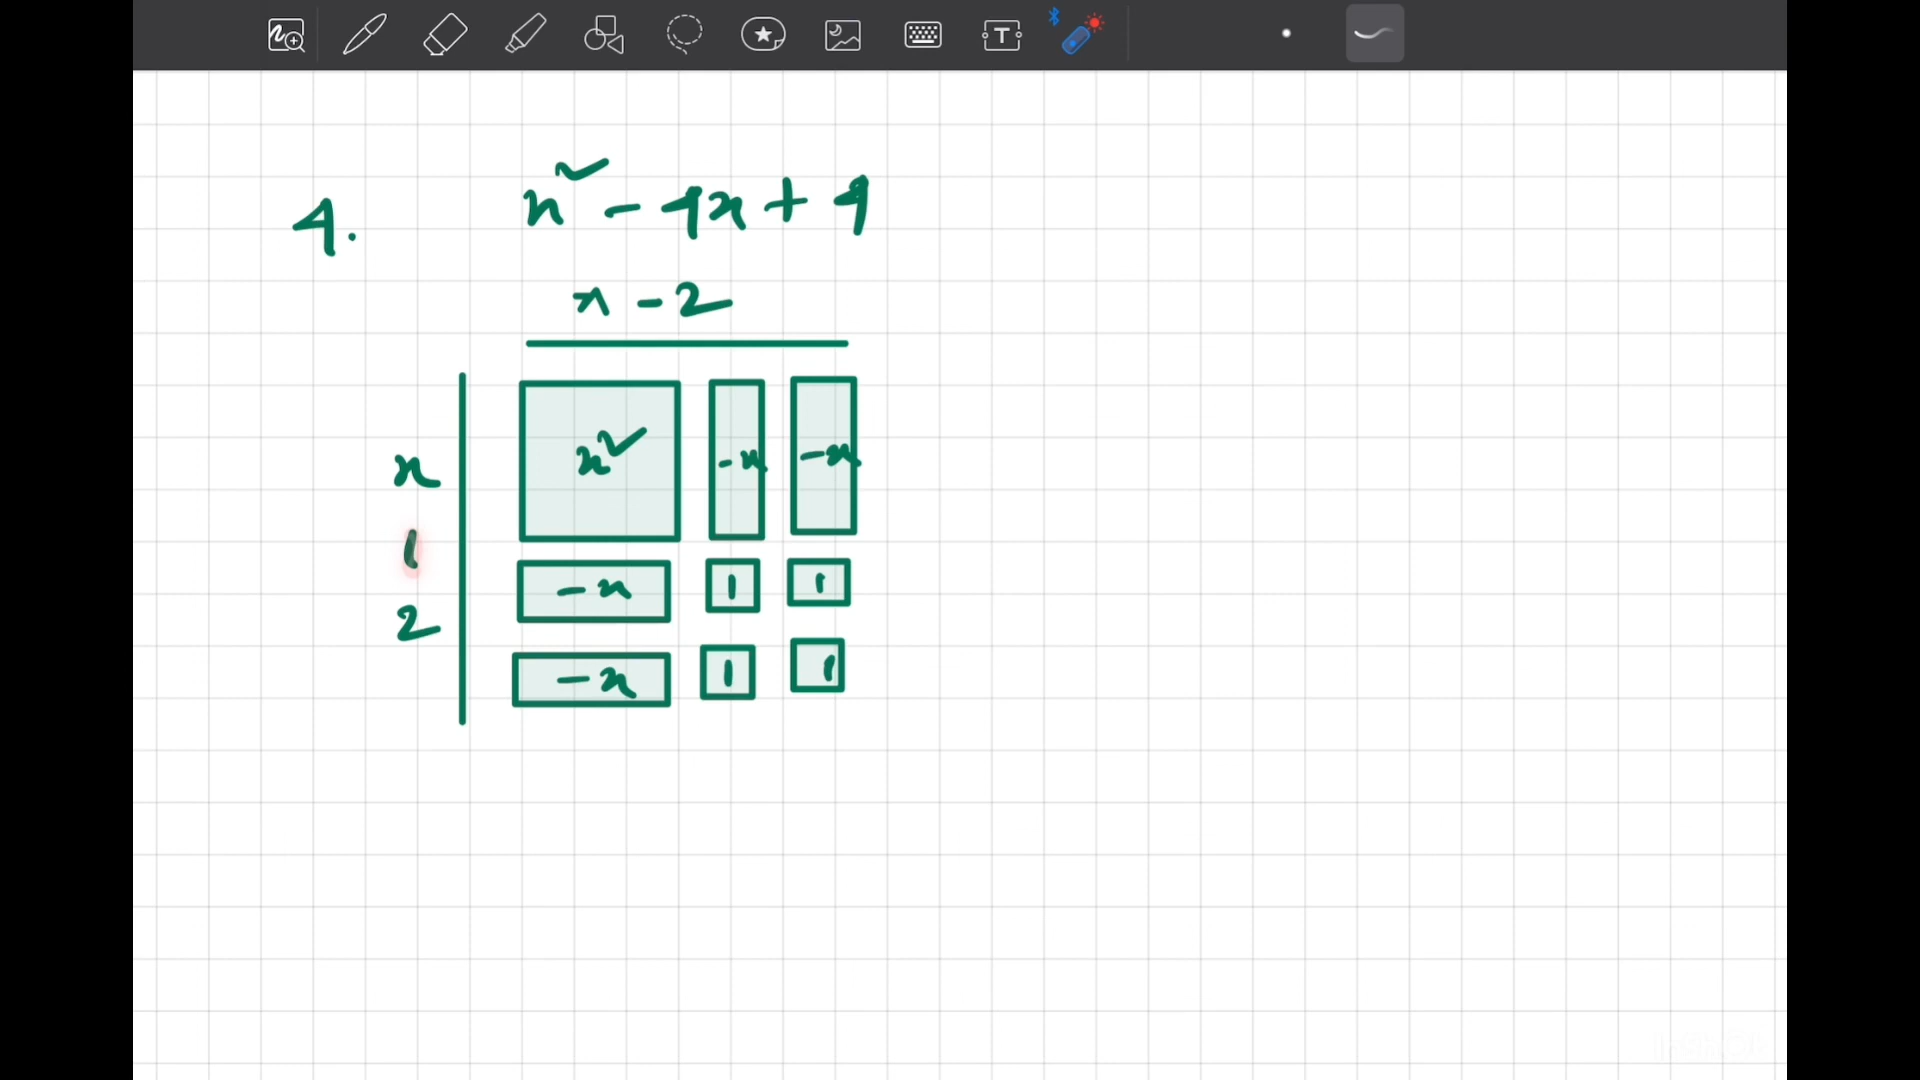 4. x² - 4x + 4
x - 2
x² -x -x
x
-x 1 1
2
-x 1 1